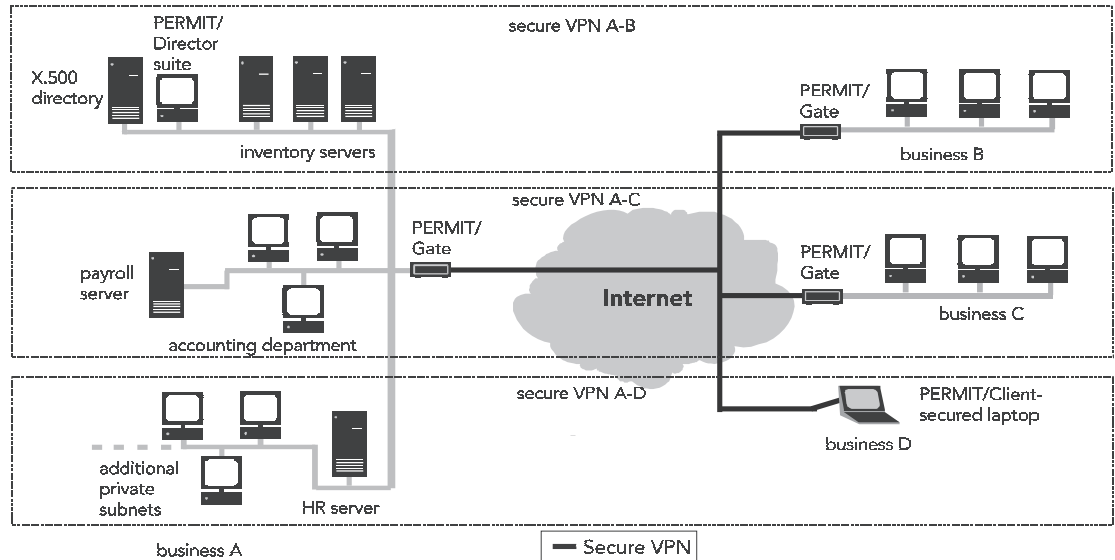 secure VPN A-B
PERMIT/
Director
suite
X.500
directory
inventory servers
PERMIT/
Gate
business B
secure VPN A-C
payroll
server
accounting department
PERMIT/
Gate
Internet
PERMIT/
Gate
business C
secure VPN A-D
additional
private
subnets
HR server
PERMIT/Client-
secured laptop
business D
business A
Secure VPN